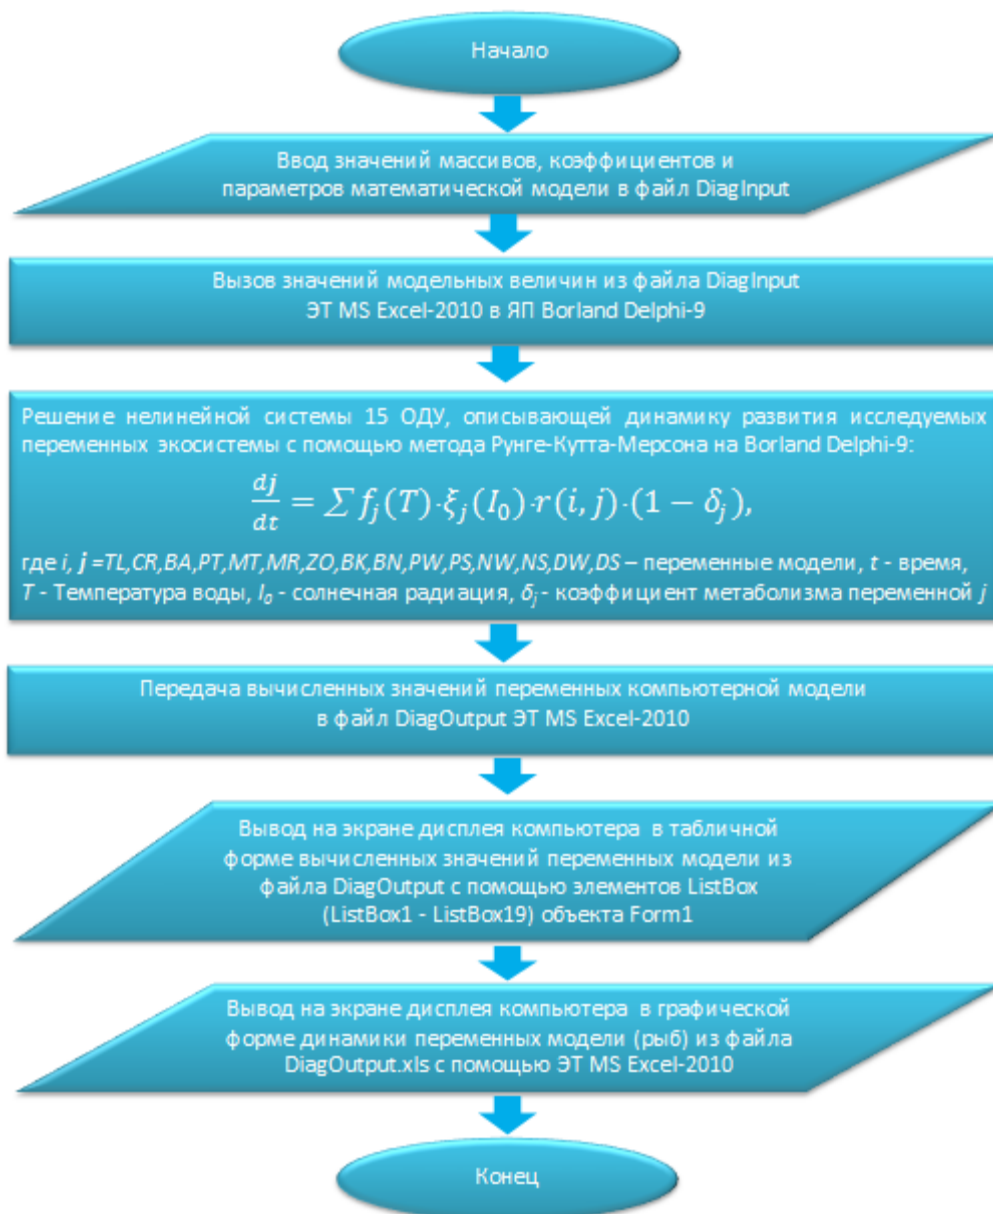 Начало
Ввод значений массивов, коэффициентов и
параметров математической модели в файл DiagInput
Вызов значений модельных величин из файла DiagInput
ЭТ MS Excel-2010 в ЯП Borland Delphi-9
Решение нелинейной системы 15 ОДУ, описывающей динамику развития исследуемых
переменных экосистемы с помощью метода Рунге-Кутта-Мерсона на Borland Delphi-9:
dj/dt = ∑ f_j(T)·ξ_j(I_0)·r(i,j)·(1 − δ_j),
где i, j =TL,CR,BA,PT,MT,MR,ZO,BK,BN,PW,PS,NW,NS,DW,DS – переменные модели, t - время,
T - Температура воды, I_0 - солнечная радиация, δ_j - коэффициент метаболизма переменной j
Передача вычисленных значений переменных компьютерной модели
в файл DiagOutput ЭТ MS Excel-2010
Вывод на экране дисплея компьютера в табличной
форме вычисленных значений переменных модели из
файла DiagOutput с помощью элементов ListBox
(ListBox1 - ListBox19) объекта Form1
Вывод на экране дисплея компьютера в графической
форме динамики переменных модели (рыб) из файла
DiagOutput.xls с помощью ЭТ MS Excel-2010
Конец